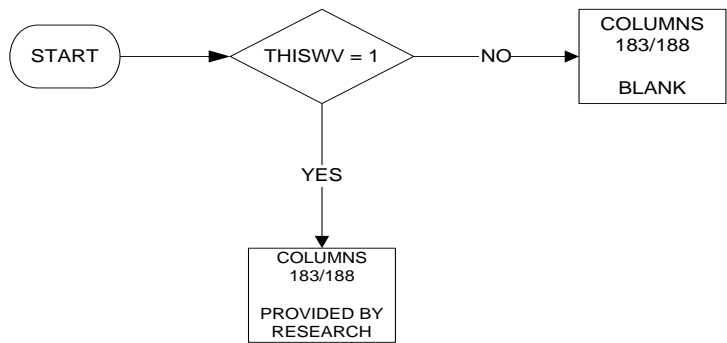 START
THISWV = 1
NO
COLUMNS
183/188
BLANK
YES
COLUMNS
183/188
PROVIDED BY
RESEARCH